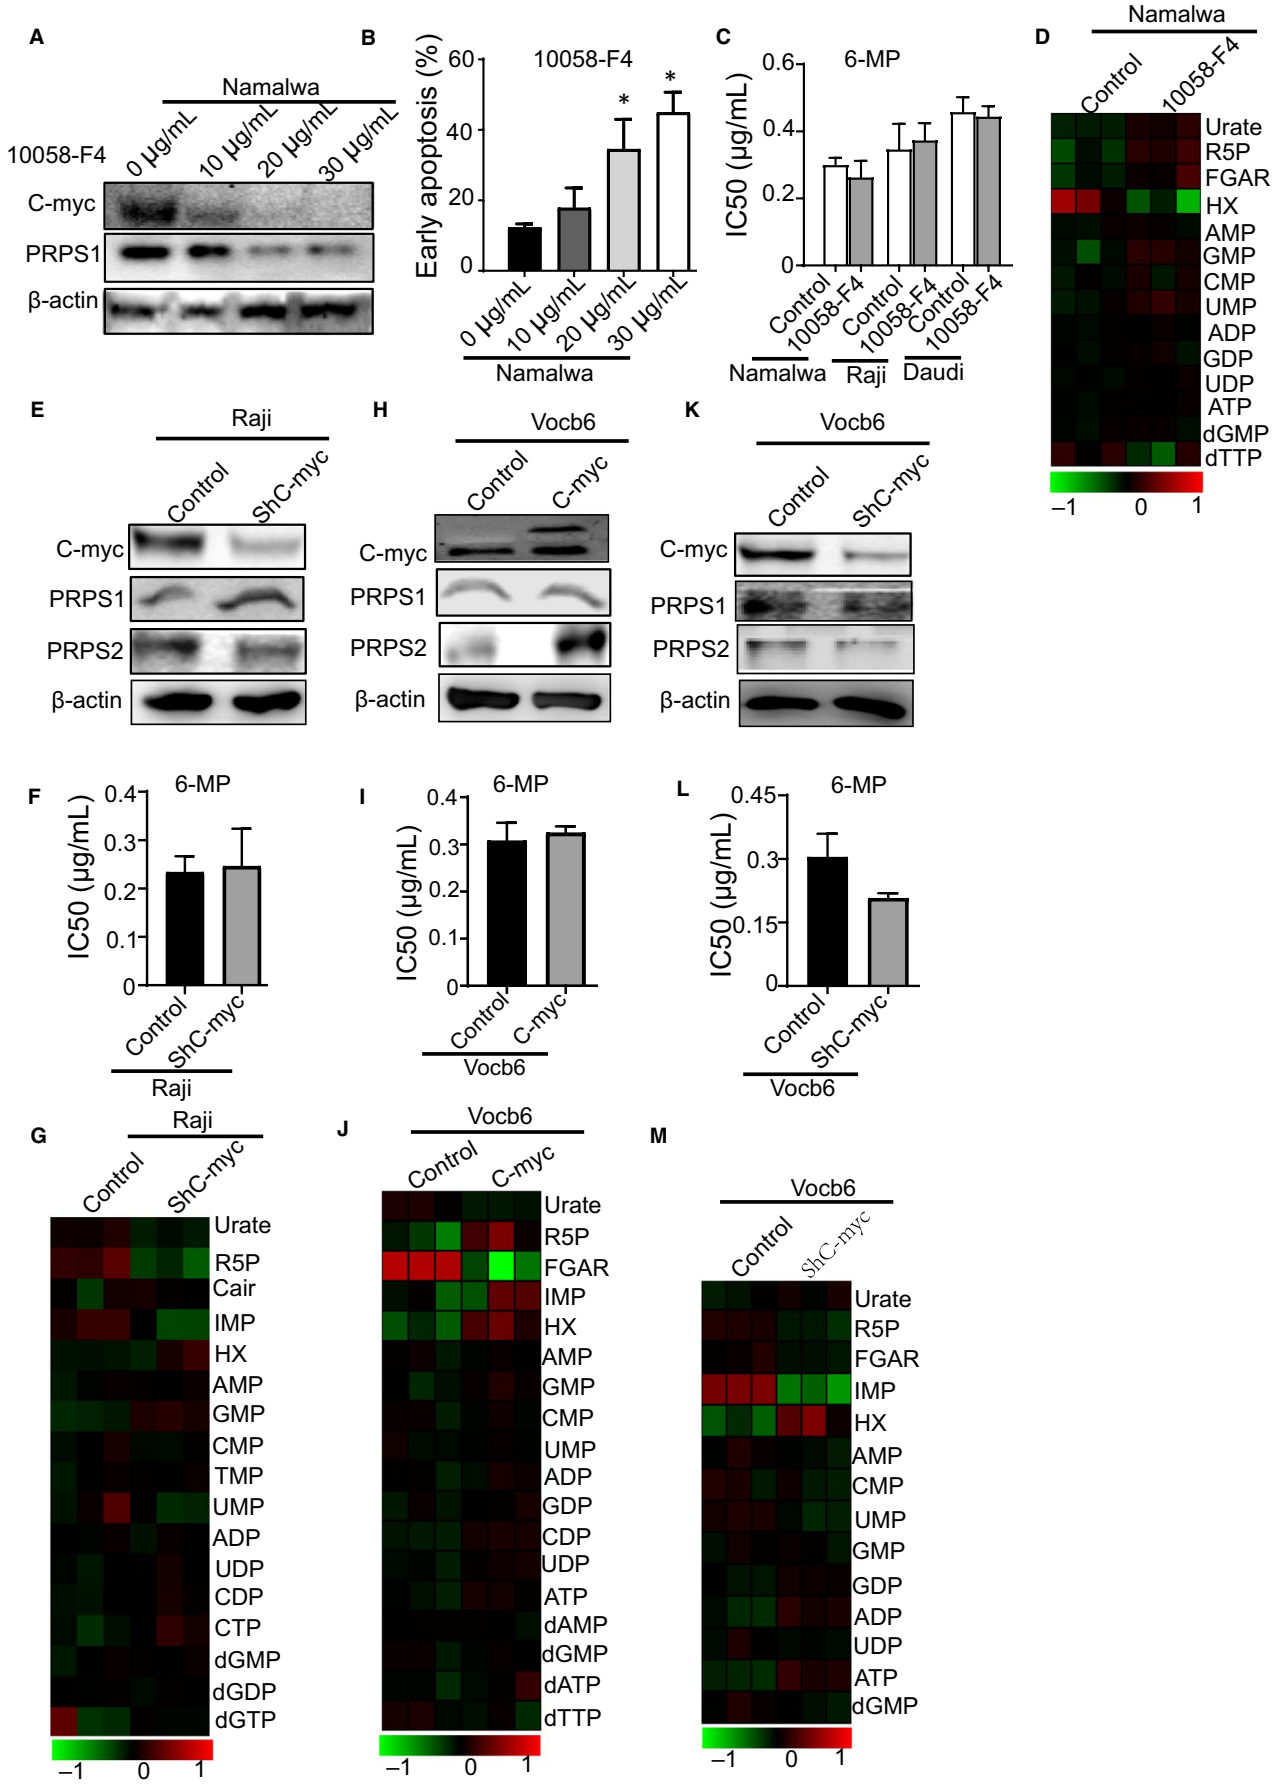 A
Namalwa
10058-F4
0 μg/mL
10 μg/mL
20 μg/mL
30 μg/mL
C-myc
PRPS1
β-actin
B
10058-F4
Early apoptosis (%)
60
40
20
0
*
*
0 μg/mL
10 μg/mL
20 μg/mL
30 μg/mL
Namalwa
C
6-MP
IC50 (μg/mL)
0.6
0.4
0.2
0
Control
10058-F4
Control
10058-F4
Control
10058-F4
Namalwa
Raji
Daudi
D
Namalwa
Control
10058-F4
Urate
R5P
FGAR
HX
AMP
GMP
CMP
UMP
ADP
GDP
UDP
ATP
dGMP
dTTP
−1
0
1
E
Raji
Control
ShC-myc
C-myc
PRPS1
PRPS2
β-actin
H
Vocb6
Control
C-myc
C-myc
PRPS1
PRPS2
β-actin
K
Vocb6
Control
ShC-myc
C-myc
PRPS1
PRPS2
β-actin
F
6-MP
IC50 (μg/mL)
0.4
0.3
0.2
0.1
0
Control
ShC-myc
Raji
I
6-MP
IC50 (μg/mL)
0.4
0.3
0.2
0.1
0
Control
C-myc
Vocb6
L
6-MP
IC50 (μg/mL)
0.45
0.3
0.15
0
Control
ShC-myc
Vocb6
G
Raji
Control
ShC-myc
Urate
R5P
Cair
IMP
HX
AMP
GMP
CMP
TMP
UMP
ADP
UDP
CDP
CTP
dGMP
dGDP
dGTP
−1
0
1
J
Vocb6
Control
C-myc
Urate
R5P
FGAR
IMP
HX
AMP
GMP
CMP
UMP
ADP
GDP
CDP
UDP
ATP
dAMP
dGMP
dATP
dTTP
−1
0
1
M
Vocb6
Control
ShC-myc
Urate
R5P
FGAR
IMP
HX
AMP
CMP
UMP
GMP
GDP
ADP
UDP
ATP
dGMP
−1
0
1